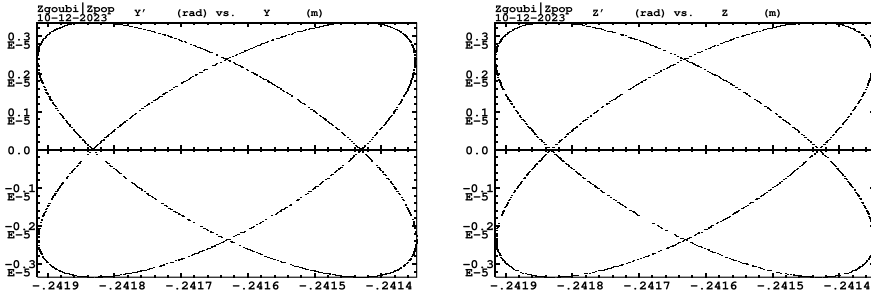 Zgoubi|Zpop
10-12-2023
Y' (rad) vs. Y (m)
0.3
E-5
0.2
E-5
0.1
E-5
0.0
-0.1
E-5
-0.2
E-5
-0.3
E-5
-.2419 -.2418 -.2417 -.2416 -.2415 -.2414
Zgoubi|Zpop
10-12-2023
Z' (rad) vs. Z (m)
0.3
E-5
0.2
E-5
0.1
E-5
0.0
-0.1
E-5
-0.2
E-5
-0.3
E-5
-.2419 -.2418 -.2417 -.2416 -.2415 -.2414